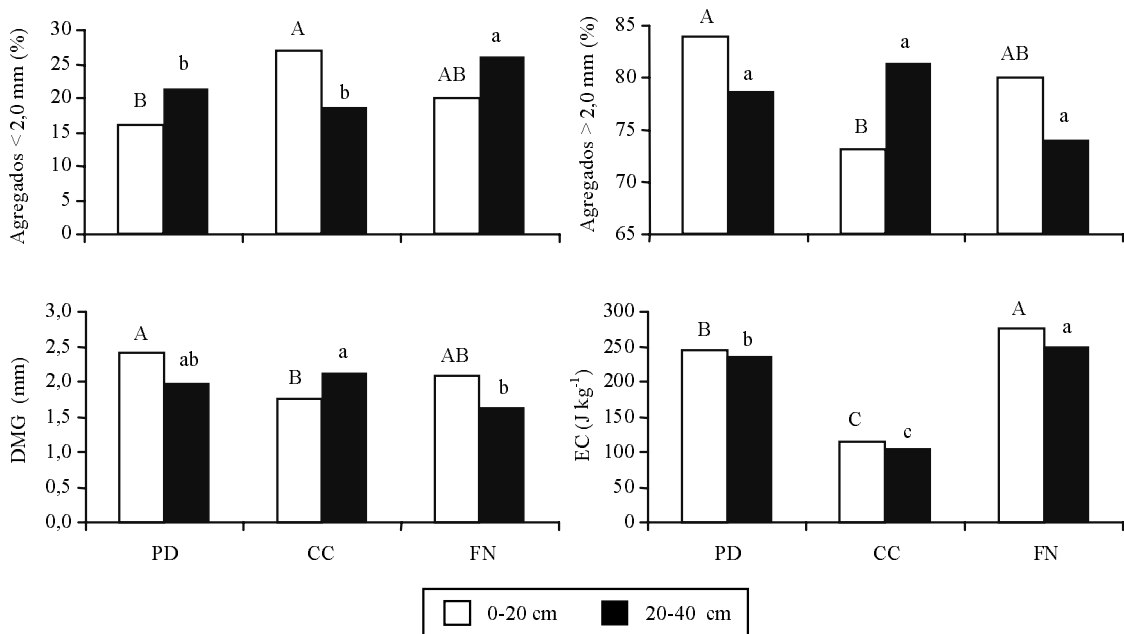 Agregados < 2,0 mm (%)
30
25
20
15
10
5
0
B
b
A
b
AB
a
Agregados > 2,0 mm (%)
85
80
75
70
65
A
a
B
a
AB
a
DMG (mm)
3,0
2,5
2,0
1,5
1,0
0,5
0,0
A
ab
B
a
AB
b
PD
CC
FN
EC (J kg-1)
300
250
200
150
100
50
0
B
b
C
c
A
a
PD
CC
FN
0-20 cm
20-40 cm